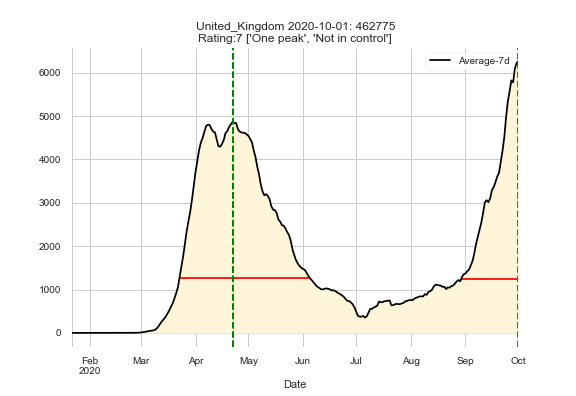 United_Kingdom 2020-10-01: 462775
Rating:7 ['One peak', 'Not in control']
Average-7d
6000
5000
4000
3000
2000
1000
0
Feb Mar Apr May Jun Jul Aug Sep Oct
2020
Date